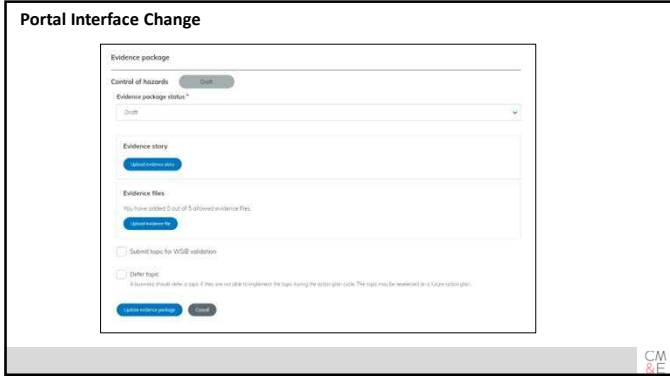 Portal Interface Change
Evidence package
Control of hazards Draft
Evidence package status *
Draft
Evidence story
Upload evidence story
Evidence files
You have added 0 out of 5 allowed evidence files.
Upload evidence file
Submit topic for WSIB validation
Defer topic
A business should defer a topic if they are not able to implement the topic during the action plan cycle. The topic may be reselected on a future action plan.
Update evidence package Cancel
CM
&E